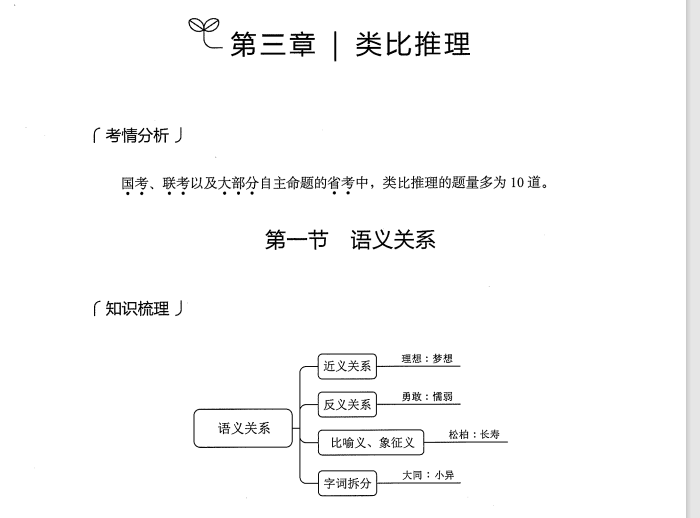 第三章 | 类比推理
考情分析
国考、联考以及大部分自主命题的省考中，类比推理的题量多为 10 道。
第一节 语义关系
知识梳理
语义关系
近义关系 理想：梦想
反义关系 勇敢：懦弱
比喻义、象征义 松柏：长寿
字词拆分 大同：小异